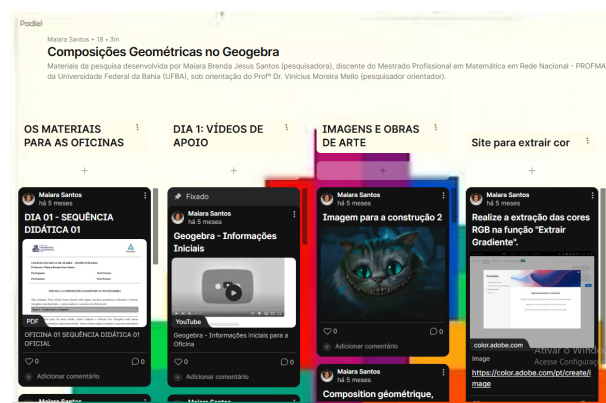 Padlet
Maiara Santos + 18 • 3m
Composições Geométricas no Geogebra
Materiais da pesquisa desenvolvida por Maiara Brenda Jesus Santos (pesquisadora), discente do Mestrado Profissional em Matemática em Rede Nacional - PROFMA
da Universidade Federal da Bahia (UFBA), sob orientação do Profº Dr. Vinícius Moreira Mello (pesquisador orientador).
OS MATERIAIS
PARA AS OFICINAS
Maiara Santos
há 5 meses
DIA 01 - SEQUÊNCIA
DIDÁTICA 01
PDF
OFICINA 01 SEQUÊNCIA DIDÁTICA 01
OFICIAL
0
0
Adicionar comentário
Maiara Santos
DIA 1: VÍDEOS DE
APOIO
Fixado
Maiara Santos
há 5 meses
Geogebra - Informações
Iniciais
YouTube
Geogebra - Informações Iniciais para a
Oficina
0
0
Adicionar comentário
Maiara Santos
IMAGENS E OBRAS
DE ARTE
Maiara Santos
há 5 meses
Imagem para a construção 2
0
0
Adicionar comentário
Maiara Santos
há 5 meses
Composition géométrique,
Site para extrair cor
Maiara Santos
há 5 meses
Realize a extração das cores
RGB na função "Extrair
Gradiente".
color.adobe.com
Image
https://color.adobe.com/pt/create/i
mage
Ativar o Windo
Acesse Configuraç